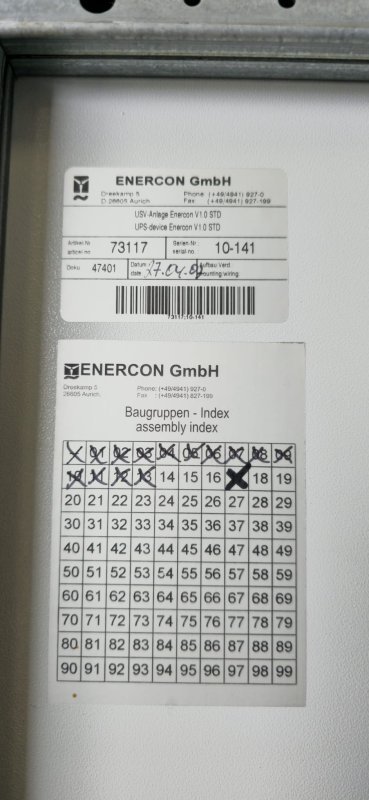 ENERCON GmbH
Dreekamp 5 Phone: (++49/4941) 927-0
D 26605 Aurich Fax : (++49/4941) 927-199
USV-Anlage Enercon V1.0 STD
UPS-device Enercon V1.0 STD
Artikel.Nr 73117 Serien-Nr. 10-141
article-no serial-no
Doku 47401 Datum Aufbau Verd
date mounting wiring
73117:10-141
ENERCON GmbH
Dreekamp 5 Phone: (++49/4941) 927-0
26605 Aurich. Fax : (++49/4941) 827-199
Baugruppen - Index
assembly index
01 02 03 04 05 06 07 08 09
10 11 12 13 14 15 16 18 19
20 21 22 23 24 25 26 27 28 29
30 31 32 33 34 35 36 37 38 39
40 41 42 43 44 45 46 47 48 49
50 51 52 53 54 55 56 57 58 59
60 61 62 63 64 65 66 67 68 69
70 71 72 73 74 75 76 77 78 79
80 81 82 83 84 85 86 87 88 89
90 91 92 93 94 95 96 97 98 99